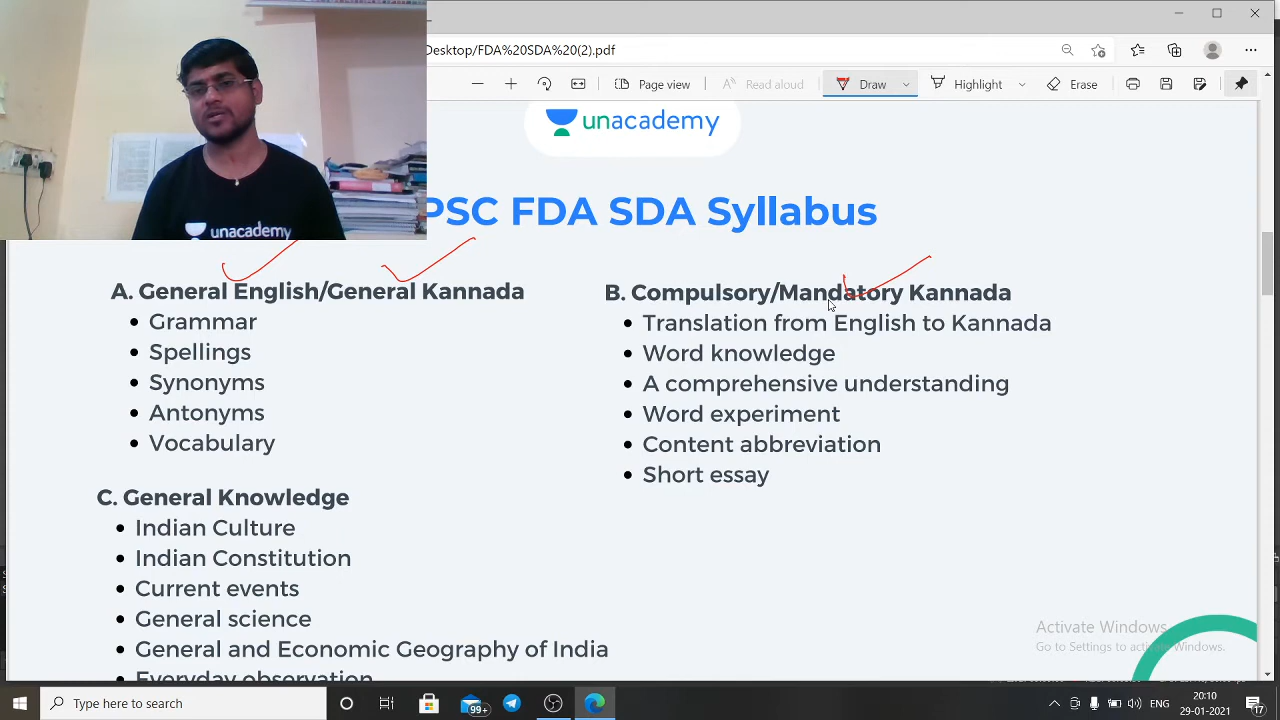 Desktop/FDA%20SDA%20(2).pdf
Page view
Read aloud
Draw
Highlight
Erase
unacademy
unacademy
PSC FDA SDA Syllabus
A. General English/General Kannada
Grammar
Spellings
Synonyms
Antonyms
Vocabulary
B. Compulsory/Mandatory Kannada
Translation from English to Kannada
Word knowledge
A comprehensive understanding
Word experiment
Content abbreviation
Short essay
C. General Knowledge
Indian Culture
Indian Constitution
Current events
General science
General and Economic Geography of India
Everyday observation
Activate Windows
Go to Settings to activate Windows.
Type here to search
99+
ENG
20:10
29-01-2021